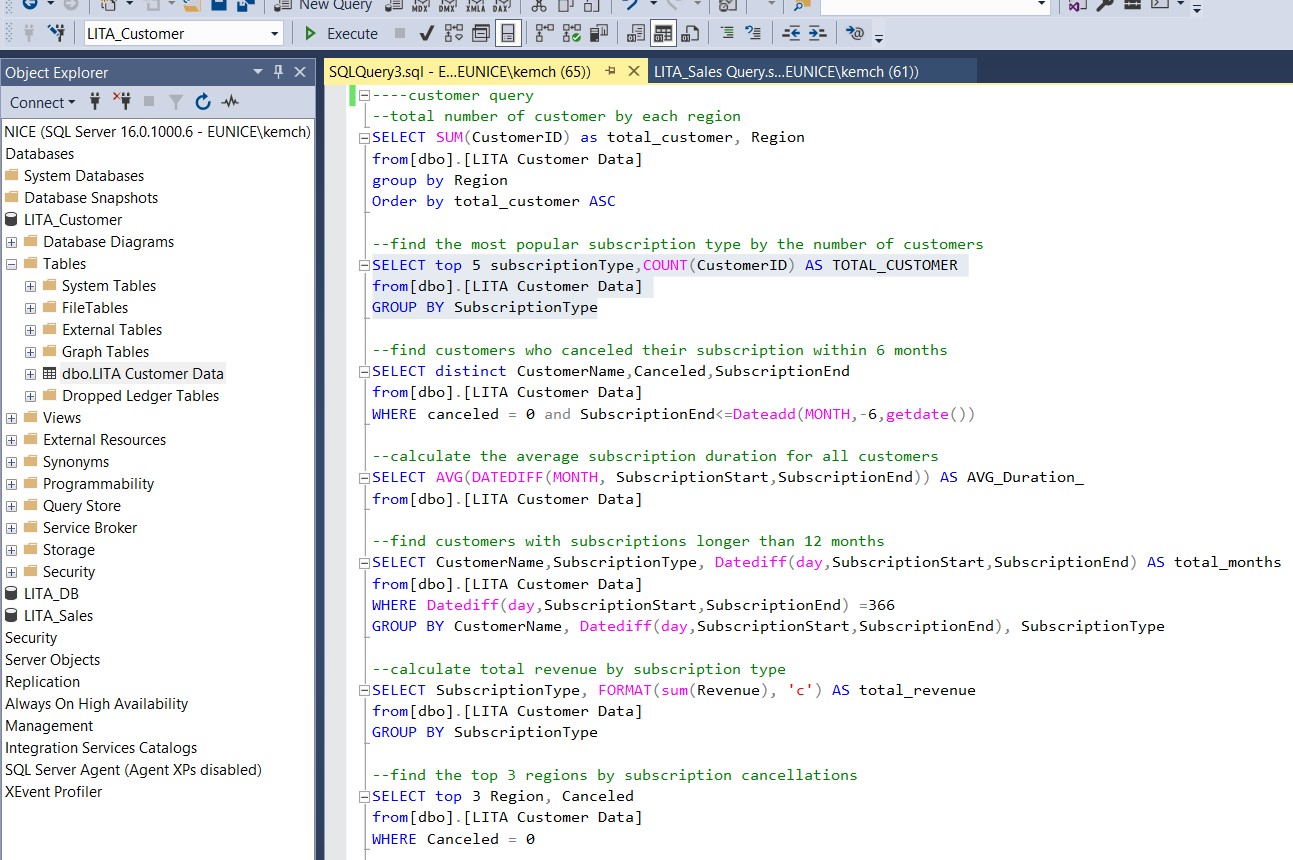 New Query
MDX DMX XMLA DAX
LITA_Customer
Execute
Object Explorer
SQLQuery3.sql - E...EUNICE\kemch (65))
LITA_Sales Query.s...EUNICE\kemch (61))
Connect
NICE (SQL Server 16.0.1000.6 - EUNICE\kemch)
Databases
System Databases
Database Snapshots
LITA_Customer
Database Diagrams
Tables
System Tables
FileTables
External Tables
Graph Tables
dbo.LITA Customer Data
Dropped Ledger Tables
Views
External Resources
Synonyms
Programmability
Query Store
Service Broker
Storage
Security
LITA_DB
LITA_Sales
Security
Server Objects
Replication
Always On High Availability
Management
Integration Services Catalogs
SQL Server Agent (Agent XPs disabled)
XEvent Profiler
----customer query
--total number of customer by each region
SELECT SUM(CustomerID) as total_customer, Region
from[dbo].[LITA Customer Data]
group by Region
Order by total_customer ASC
--find the most popular subscription type by the number of customers
SELECT top 5 subscriptionType,COUNT(CustomerID) AS TOTAL_CUSTOMER
from[dbo].[LITA Customer Data]
GROUP BY SubscriptionType
--find customers who canceled their subscription within 6 months
SELECT distinct CustomerName,Canceled,SubscriptionEnd
from[dbo].[LITA Customer Data]
WHERE canceled = 0 and SubscriptionEnd<=Dateadd(MONTH,-6,getdate())
--calculate the average subscription duration for all customers
SELECT AVG(DATEDIFF(MONTH, SubscriptionStart,SubscriptionEnd)) AS AVG_Duration_
from[dbo].[LITA Customer Data]
--find customers with subscriptions longer than 12 months
SELECT CustomerName,SubscriptionType, Datediff(day,SubscriptionStart,SubscriptionEnd) AS total_months
from[dbo].[LITA Customer Data]
WHERE Datediff(day,SubscriptionStart,SubscriptionEnd) =366
GROUP BY CustomerName, Datediff(day,SubscriptionStart,SubscriptionEnd), SubscriptionType
--calculate total revenue by subscription type
SELECT SubscriptionType, FORMAT(sum(Revenue), 'c') AS total_revenue
from[dbo].[LITA Customer Data]
GROUP BY SubscriptionType
--find the top 3 regions by subscription cancellations
SELECT top 3 Region, Canceled
from[dbo].[LITA Customer Data]
WHERE Canceled = 0